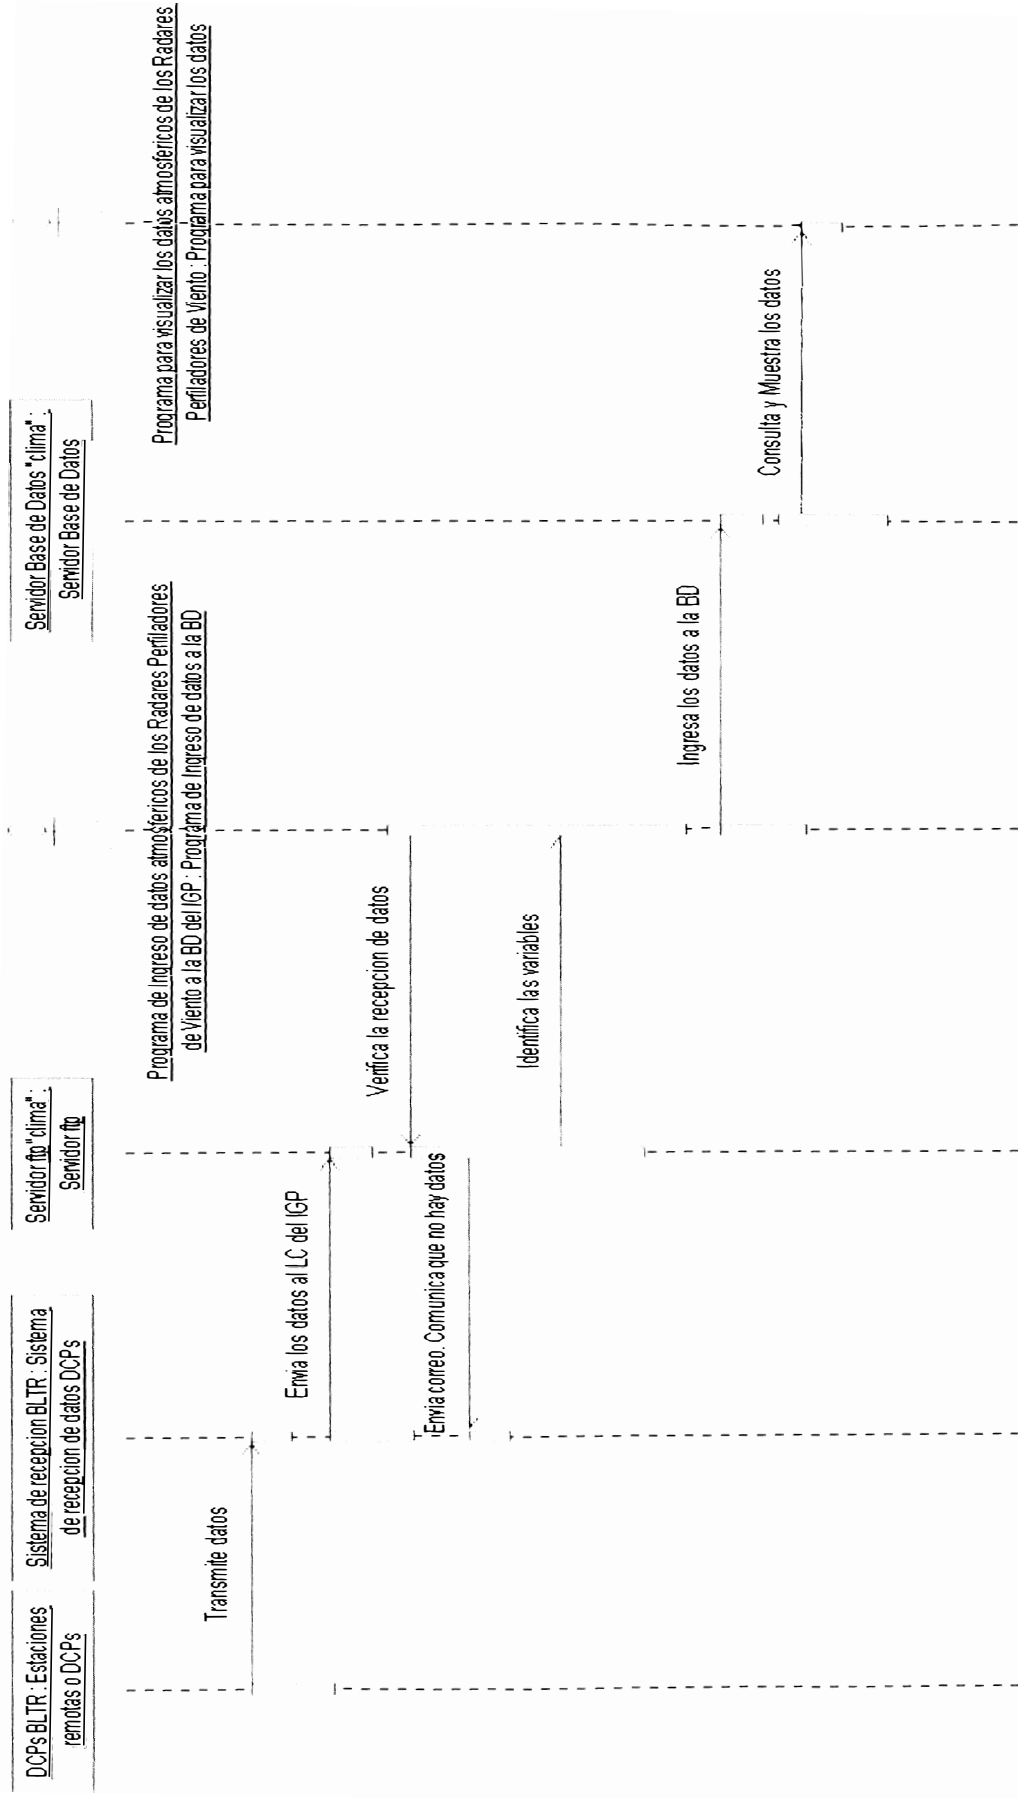 DCPs BLTR : Estaciones
remotas o DCPs
Sistema de recepcion BLTR : Sistema
de recepcion de datos DCPs
Servidor ftp "clima" :
Servidor ftp
Servidor Base de Datos "clima" :
Servidor Base de Datos
Programa de Ingreso de datos atmosfericos de los Radares Perfiladores
de Viento a la BD del IGP : Programa de Ingreso de datos a la BD
Programa para visualizar los datos atmosfericos de los Radares
Perfiladores de Viento : Programa para visualizar los datos
Transmite datos
Envia los datos al LC del IGP
Verifica la recepcion de datos
Envia correo. Comunica que no hay datos
Identifica las variables
Ingresa los datos a la BD
Consulta y Muestra los datos